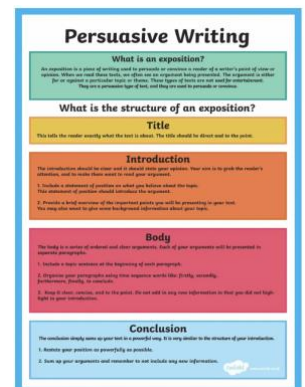 Persuasive Writing
What is an exposition?
An exposition is a piece of writing used to persuade or convince a reader of a writer's point of view or
opinion. When we read these texts, we often see an argument being presented. The argument is either
for or against a particular topic or theme. These types of texts are not used for entertainment.
They are a persuasive type of text, and they are used to persuade or convince.
What is the structure of an exposition?
Title
This tells the reader exactly what the text is about. The title should be direct and to the point.
Introduction
The introduction should be clear and it should state your opinion. Your aim is to grab the reader's
attention, and to make them want to read your argument.
1. Include a statement of position on what you believe about the topic.
This statement of position should introduce the argument.
2. Provide a brief overview of the important points you will be presenting in your text.
You may also want to give some background information about your topic.
Body
The body is a series of ordered and clear arguments. Each of your arguments will be presented in
separate paragraphs.
1. Include a topic sentence at the beginning of each paragraph.
2. Organise your paragraphs using time sequence words like: firstly, secondly,
furthermore, finally, to conclude.
3. Keep it clear, concise, and to the point. Do not add in any new information that you did not high-
light in your introduction.
Conclusion
The conclusion simply sums up your text in a powerful way. It is very similar to the structure of your introduction.
1. Restate your position as powerfully as possible.
2. Sum up your arguments and remember to not include any new information.